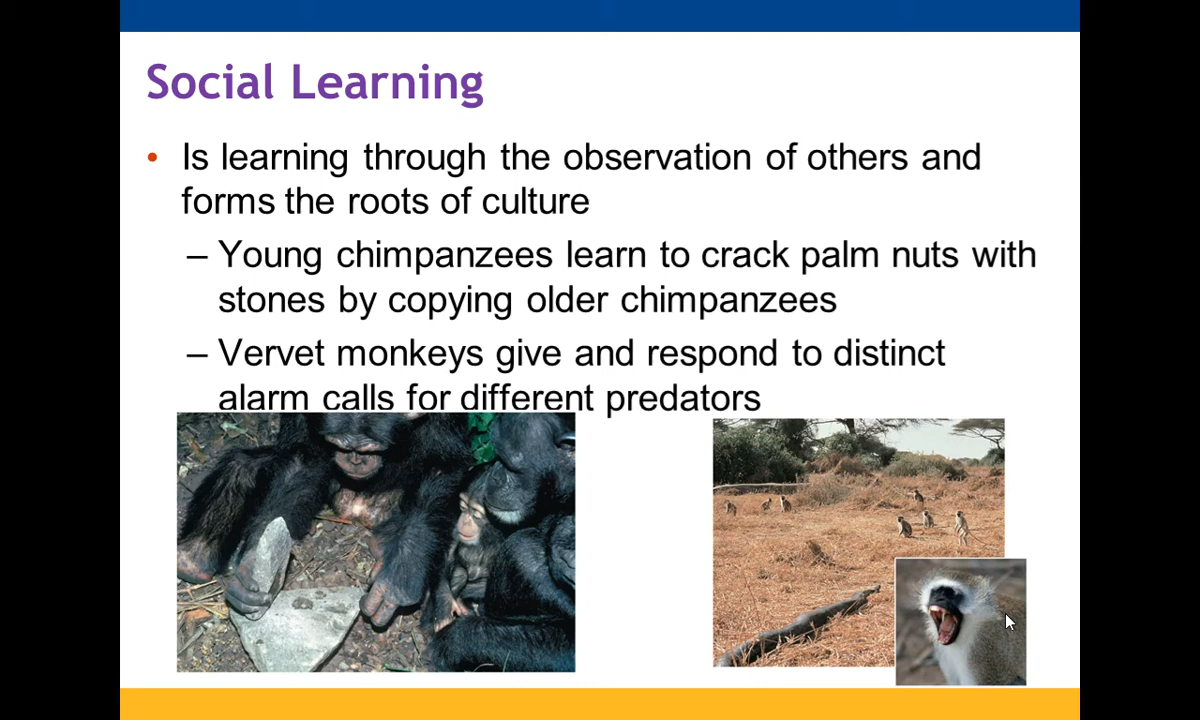 Social Learning
• Is learning through the observation of others and
forms the roots of culture
– Young chimpanzees learn to crack palm nuts with
stones by copying older chimpanzees
– Vervet monkeys give and respond to distinct
alarm calls for different predators